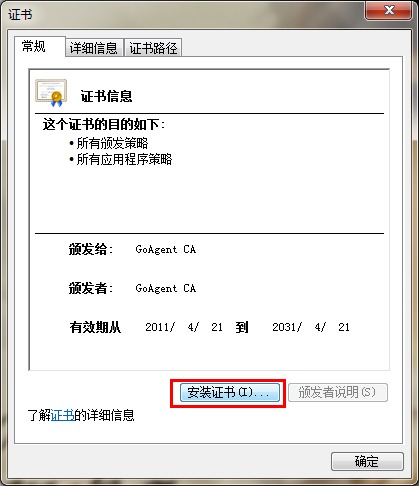 证书
常规 详细信息 证书路径
证书信息
这个证书的目的如下:
• 所有颁发策略
• 所有应用程序策略
颁发给: GoAgent CA
颁发者: GoAgent CA
有效期从 2011/ 4/ 21 到 2031/ 4/ 21
安装证书(I)... 颁发者说明(S)
了解证书的详细信息
确定